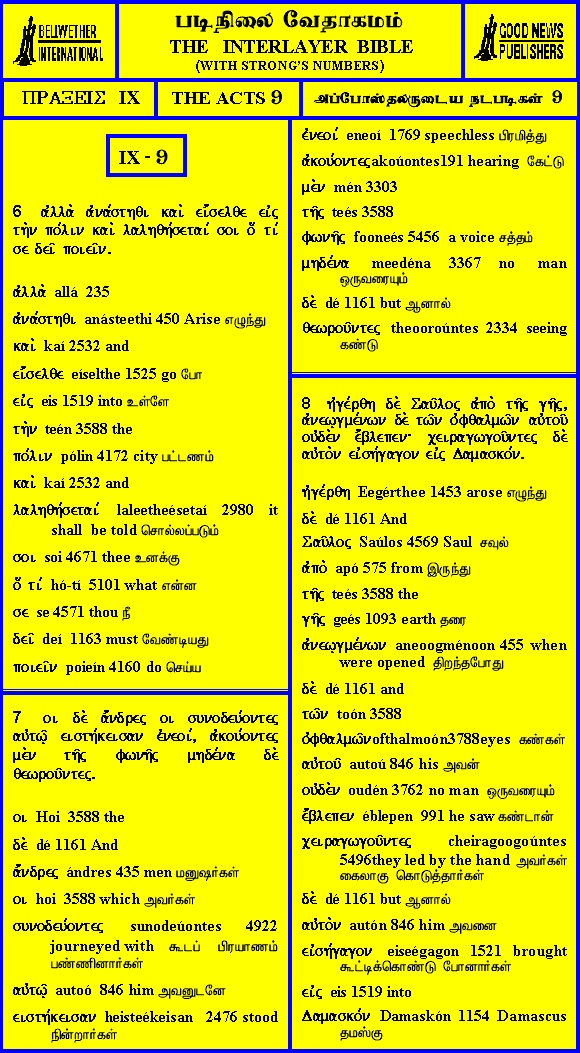 BELLWETHER
INTERNATIONAL
படிநிலை வேதாகமம்
THE INTERLAYER BIBLE
(WITH STRONG'S NUMBERS)
GOOD NEWS
PUBLISHERS
ΠΡΑΞΕΙΣ IX
THE ACTS 9
அப்போஸ்தலருடைய நடபடிகள் 9
IX - 9
6 ἀλλὰ ἀνάστηθι καὶ εἴσελθε εἰς
τὴν πόλιν καὶ λαληθήσεταί σοι ὅ τί
σε δεῖ ποιεῖν.
ἀλλὰ allá 235
ἀνάστηθι anásteethi 450 Arise எழுந்து
καὶ kaí 2532 and
εἴσελθε eíselthe 1525 go போ
εἰς eis 1519 into உள்ளே
τὴν teén 3588 the
πόλιν pólin 4172 city பட்டணம்
καὶ kaí 2532 and
λαληθήσεταί laleetheésetaí 2980 it
shall be told சொல்லப்படும்
σοι soi 4671 thee உனக்கு
ὅ τί hó-tí 5101 what என்ன
σε se 4571 thou நீ
δεῖ deí 1163 must வேண்டியது
ποιεῖν poieín 4160 do செய்ய
7 οι δὲ ἄνδρες οι συνοδεύοντες
αὐτῷ ειστήκεισαν ἐνεοί, ἀκούοντες
μὲν τῆς φωνῆς μηδένα δὲ
θεωροῦντες.
οι Hoi 3588 the
δὲ dé 1161 And
ἄνδρες ándres 435 men மனுஷர்கள்
οι hoi 3588 which அவர்கள்
συνοδεύοντες sunodeúontes 4922
journeyed with கூடப் பிரயாணம்
பண்ணினார்கள்
αὐτῷ autoó 846 him அவனுடனே
ειστήκεισαν heisteékeisan 2476 stood
நின்றார்கள்
ἐνεοί eneoí 1769 speechless பிரமித்து
ἀκούοντες akoúontes191 hearing கேட்டு
μὲν mén 3303
τῆς teés 3588
φωνῆς fooneés 5456 a voice சத்தம்
μηδένα meedéna 3367 no man
ஒருவரையும்
δὲ dé 1161 but ஆனால்
θεωροῦντες theooroúntes 2334 seeing
கண்டு
8 ἠγέρθη δὲ Σαῦλος ἀπὸ τῆς γῆς,
ἀνεῳγμένων δὲ τῶν ὀφθαλμῶν αὐτοῦ
οὐδὲν ἔβλεπεν· χειραγωγοῦντες δὲ
αὐτὸν εἰσήγαγον εἰς Δαμασκόν.
ἠγέρθη Eegérthee 1453 arose எழுந்து
δὲ dé 1161 And
Σαῦλος Saúlos 4569 Saul சவுல்
ἀπὸ apó 575 from இருந்து
τῆς teés 3588 the
γῆς geés 1093 earth தரை
ἀνεῳγμένων aneoogménoon 455 when
were opened திறந்தபோது
δὲ dé 1161 and
τῶν toón 3588
ὀφθαλμῶνofthalmoón3788eyes கண்கள்
αὐτοῦ autoú 846 his அவன்
οὐδὲν oudén 3762 no man ஒருவரையும்
ἔβλεπεν éblepen 991 he saw கண்டான்
χειραγωγοῦντες cheiragoogoúntes
5496they led by the hand அவர்கள்
கைலாகு கொடுத்தார்கள்
δὲ dé 1161 but ஆனால்
αὐτὸν autón 846 him அவனை
εἰσήγαγον eiseégagon 1521 brought
கூட்டிக்கொண்டு போனார்கள்
εἰς eis 1519 into
Δαμασκόν Damaskón 1154 Damascus
தமஸ்கு